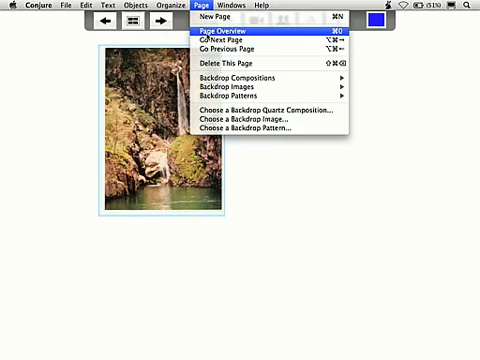 Conjure File Edit Text Objects Organize Page Windows Help (51%)
New Page ⌘N
Page Overview ⌘0
Go Next Page ⌥⌘→
Go Previous Page ⌥⌘←
Delete This Page ⇧⌘⌫
Backdrop Compositions ▶
Backdrop Images ▶
Backdrop Patterns ▶
Choose a Backdrop Quartz Composition...
Choose a Backdrop Image...
Choose a Backdrop Pattern...